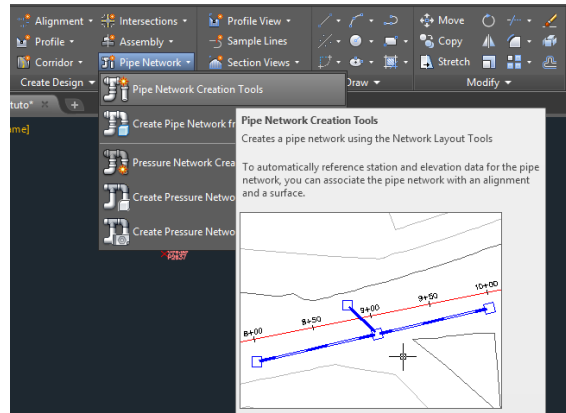 Alignment Intersections Profile View Move
Profile Assembly Sample Lines Copy
Corridor Pipe Network Section Views Stretch
Create Design Draw Modify
tuto*
me]
Pipe Network Creation Tools
Create Pipe Network fr
Pressure Network Crea
Create Pressure Netwo
Create Pressure Netwo
Pipe Network Creation Tools
Creates a pipe network using the Network Layout Tools
To automatically reference station and elevation data for the pipe
network, you can associate the pipe network with an alignment
and a surface.
8+00 8+50 9+00 9+50 10+00